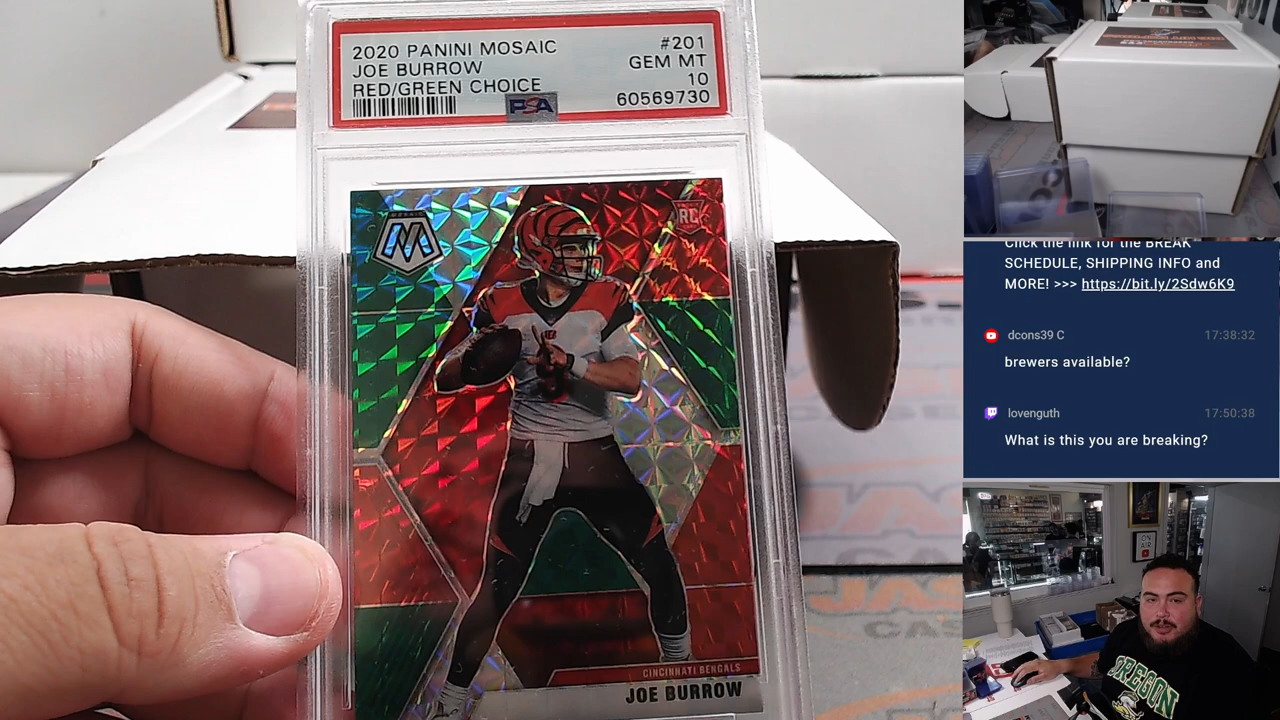 2020 PANINI MOSAIC #201
JOE BURROW GEM MT
RED/GREEN CHOICE 10
PSA 60569730
MOSAIC
M
RC
CINCINNATI BENGALS
JOE BURROW
Click the link for the BREAK
SCHEDULE, SHIPPING INFO and
MORE! >>> https://bit.ly/2Sdw6K9
dcons39 C 17:38:32
brewers available?
lovenguth 17:50:38
What is this you are breaking?
ON
AIR
OREGON